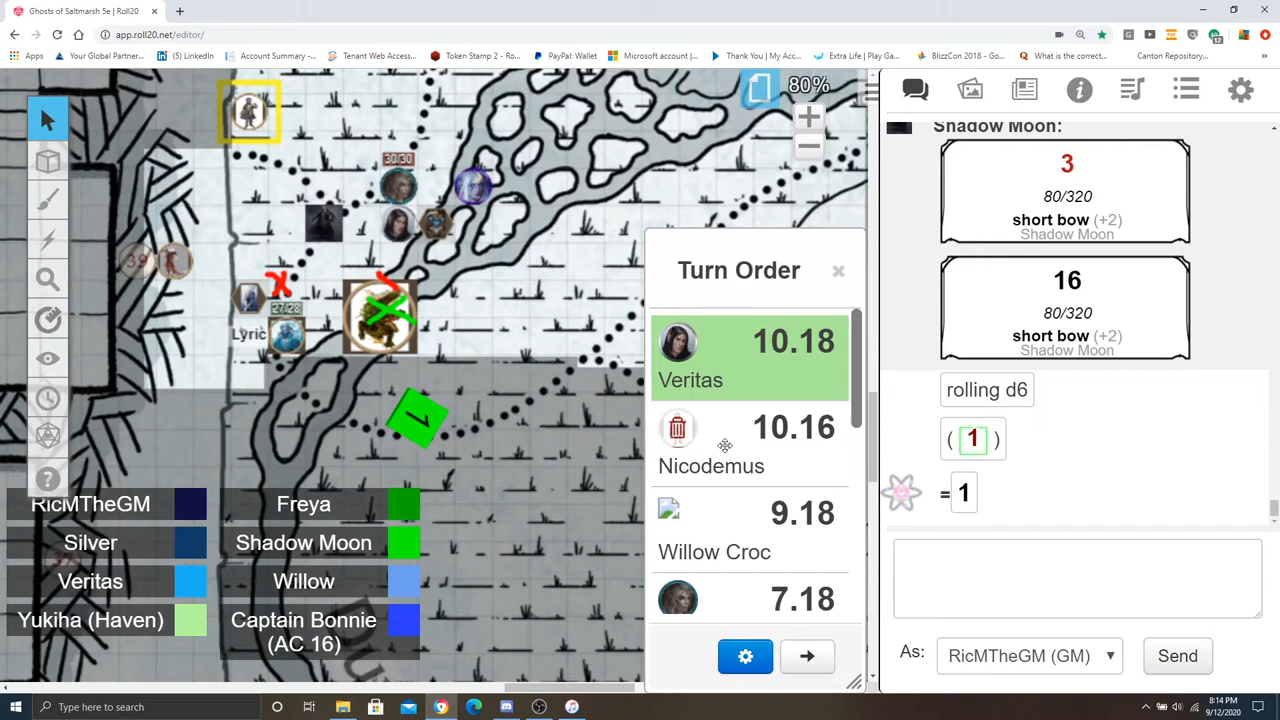 Ghosts of Saltmarsh 5e | Roll20
app.roll20.net/editor/
Apps
Your Global Partner...
(5) LinkedIn
Account Summary -...
Tenant Web Access...
Token Stamp 2 - Ro...
PayPal: Wallet
Microsoft account |...
Thank You | My Acc...
Extra Life | Play Ga...
BlizzCon 2018 - Go...
What is the correct...
Canton Borrowed P...
80%
30/30
39
27/28
Lyric
1
Du
RicMTheGM
Freya
Silver
Shadow Moon
Veritas
Willow
Yukiha (Haven)
Captain Bonnie
(AC 16)
Turn Order
10.18
Veritas
10.16
Nicodemus
9.18
Willow Croc
7.18
Shadow Moon:
3
80/320
short bow (+2)
Shadow Moon
16
80/320
short bow (+2)
Shadow Moon
rolling d6
( 1 )
= 1
As:
RicMTheGM (GM)
Send
Type here to search
8:14 PM
9/12/2020